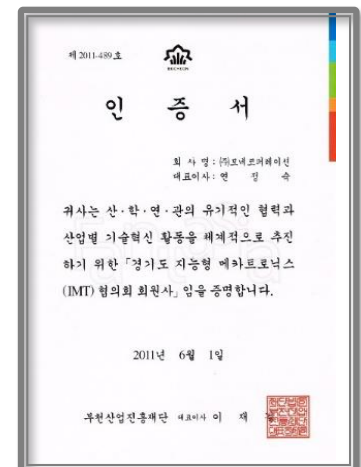 제 2011-489 호
인 증 서
회 사 명 : (주)모넥코퍼레이션
대표이사 : 연 정 숙
귀사는 산·학·연·관의 유기적인 협력과
산업별 기술혁신 활동을 체계적으로 추진
하기 위한 「경기도 지능형 메카트로닉스
(IMT) 협의회 회원사」 임을 증명합니다.
2011년 6월 1일
부천산업진흥재단 대표이사 이 재